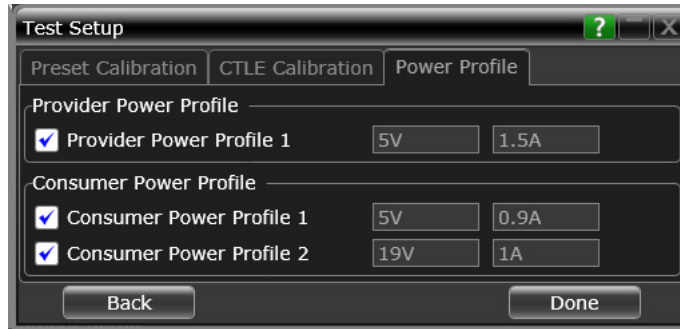 Test Setup ? X
Preset Calibration CTLE Calibration Power Profile
Provider Power Profile
Provider Power Profile 1 5V 1.5A
Consumer Power Profile
Consumer Power Profile 1 5V 0.9A
Consumer Power Profile 2 19V 1A
Back Done